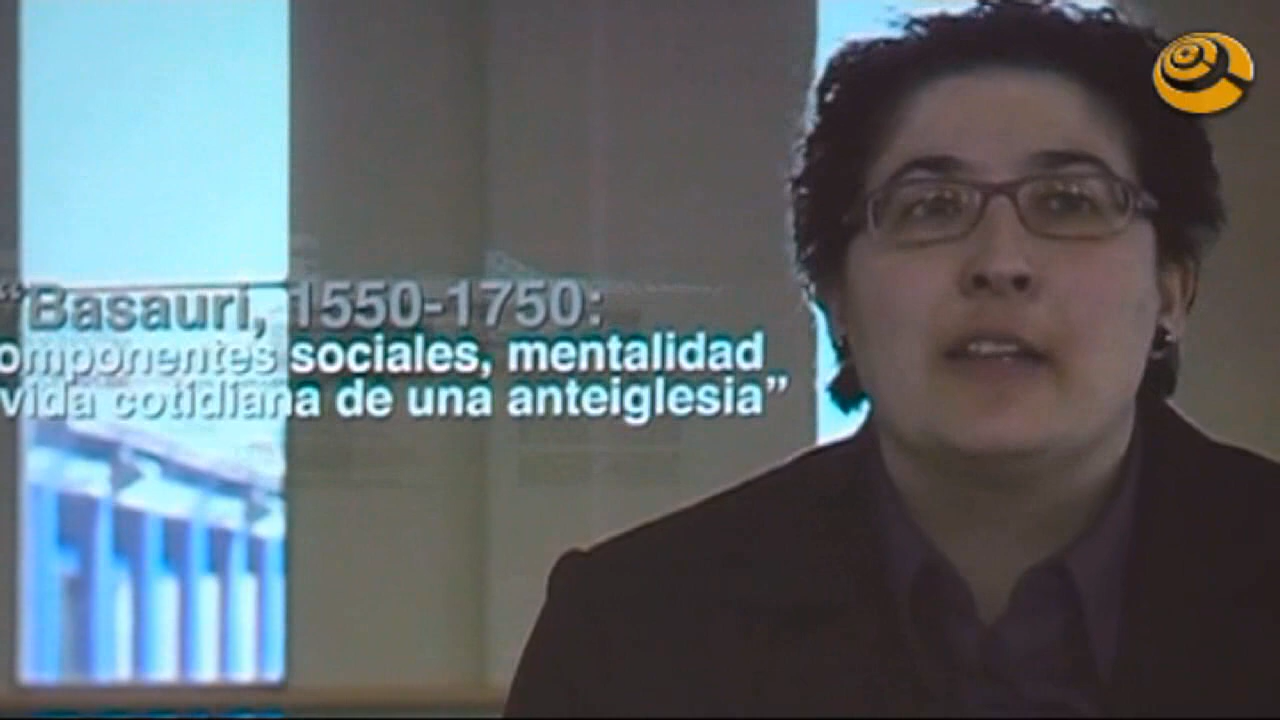 “Basauri, 1550-1750:
omponentes sociales, mentalidad
vida cotidiana de una anteiglesia”